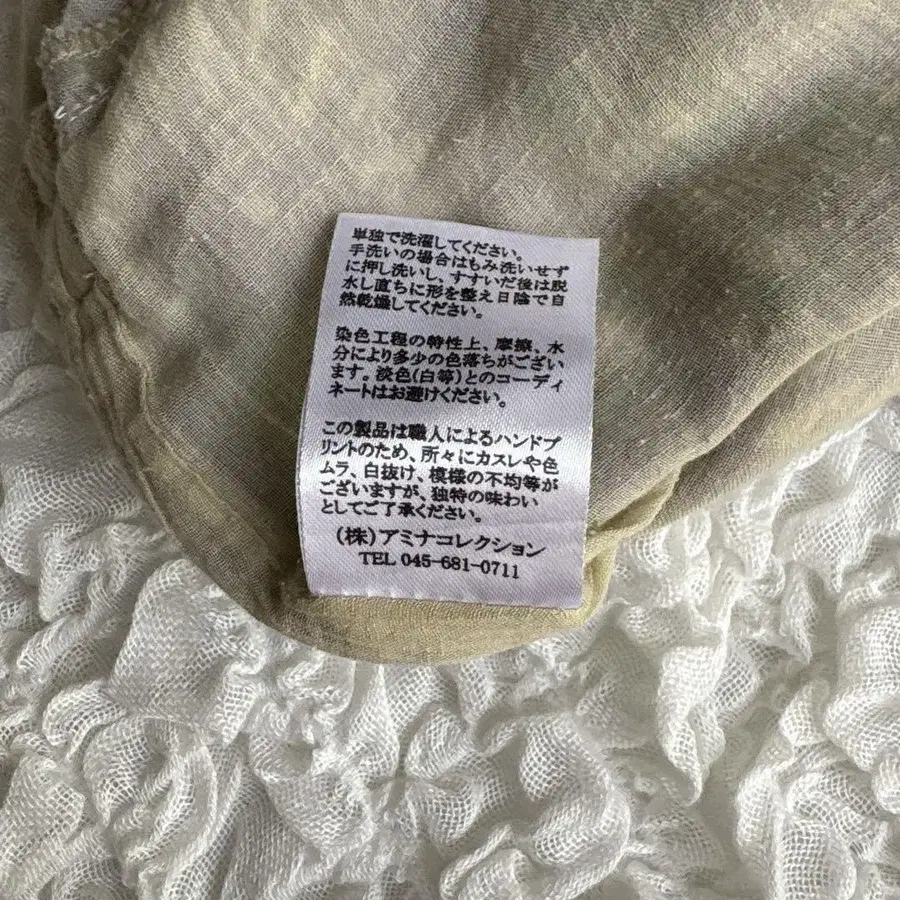 単独で洗濯してください。
手洗いの場合はもみ洗いせず
に押し洗いし、すすいだ後は脱
水し直ちに形を整え日陰で自
然乾燥してください。
染色工程の特性上、摩擦、水
分により多少の色落ちがござい
ます。淡色(白等)とのコーディ
ネートはお避けください。
この製品は職人によるハンドプ
リントのため、所々にカスレや色
ムラ、白抜け、模様の不均等が
ございますが、独特の味わい
としてご了承ください。
(株)アミナコレクション
TEL 045-681-0711